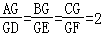 AG/GD = BG/GE = CG/GF = 2